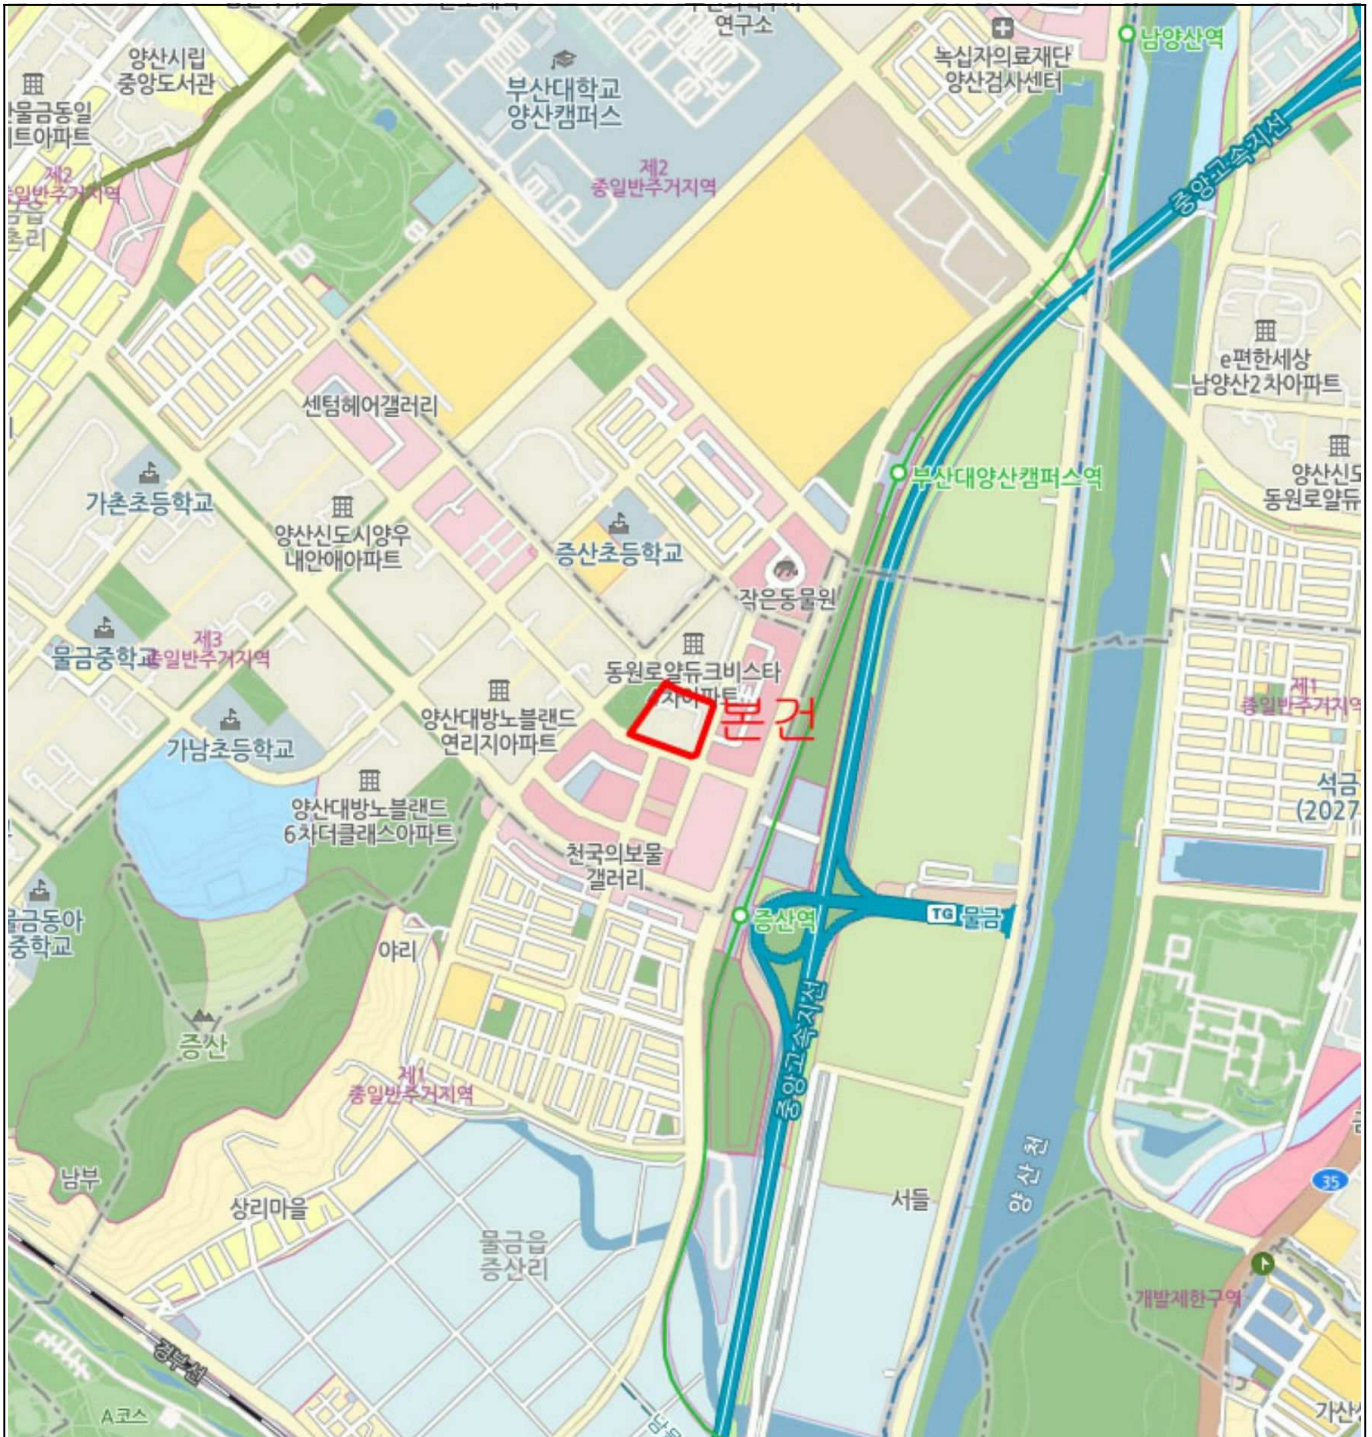 연구소
남양산역
양산시립
중앙도서관
녹십자의료재단
양산검사센터
부산대학교
양산캠퍼스
물금동일
트아파트
중앙고속지선
제2
종일반주거지역
제2
종일반주거지역
촌리
e편한세상
남양산2차아파트
센텀헤어갤러리
부산대양산캠퍼스역
양산신도
동원로얄듀
가촌초등학교
양산신도시양우
내안애아파트
증산초등학교
작은동물원
물금중학교
제3
종일반주거지역
동원로얄듀크비스타
차아파트
본건
제1
종일반주거지역
양산대방노블랜드
연리지아파트
가남초등학교
석금
(2027
양산대방노블랜드
6차더클래스아파트
천국의보물
갤러리
물금동아
중학교
증산역
TG 물금
야리
중앙고속지선
증산
제1
종일반주거지역
양산천
남부
상리마을
서들
35
물금읍
증산리
개발제한구역
경부선
A코스
가산